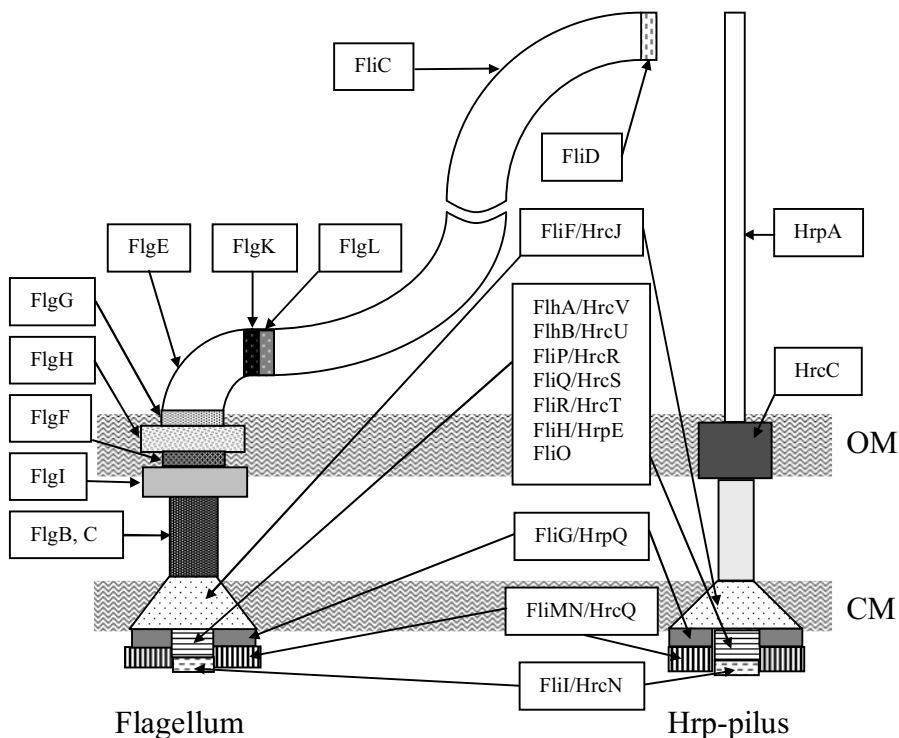 FliC
FliD
FlgE
FlgK
FlgL
FliF/HrcJ
HrpA
FlgG
FlgH
FlgF
FlgI
FlgB, C
FlhA/HrcV
FlhB/HrcU
FliP/HrcR
FliQ/HrcS
FliR/HrcT
FliH/HrpE
FliO
HrcC
OM
FliG/HrpQ
FliMN/HrcQ
CM
FliI/HrcN
Flagellum
Hrp-pilus